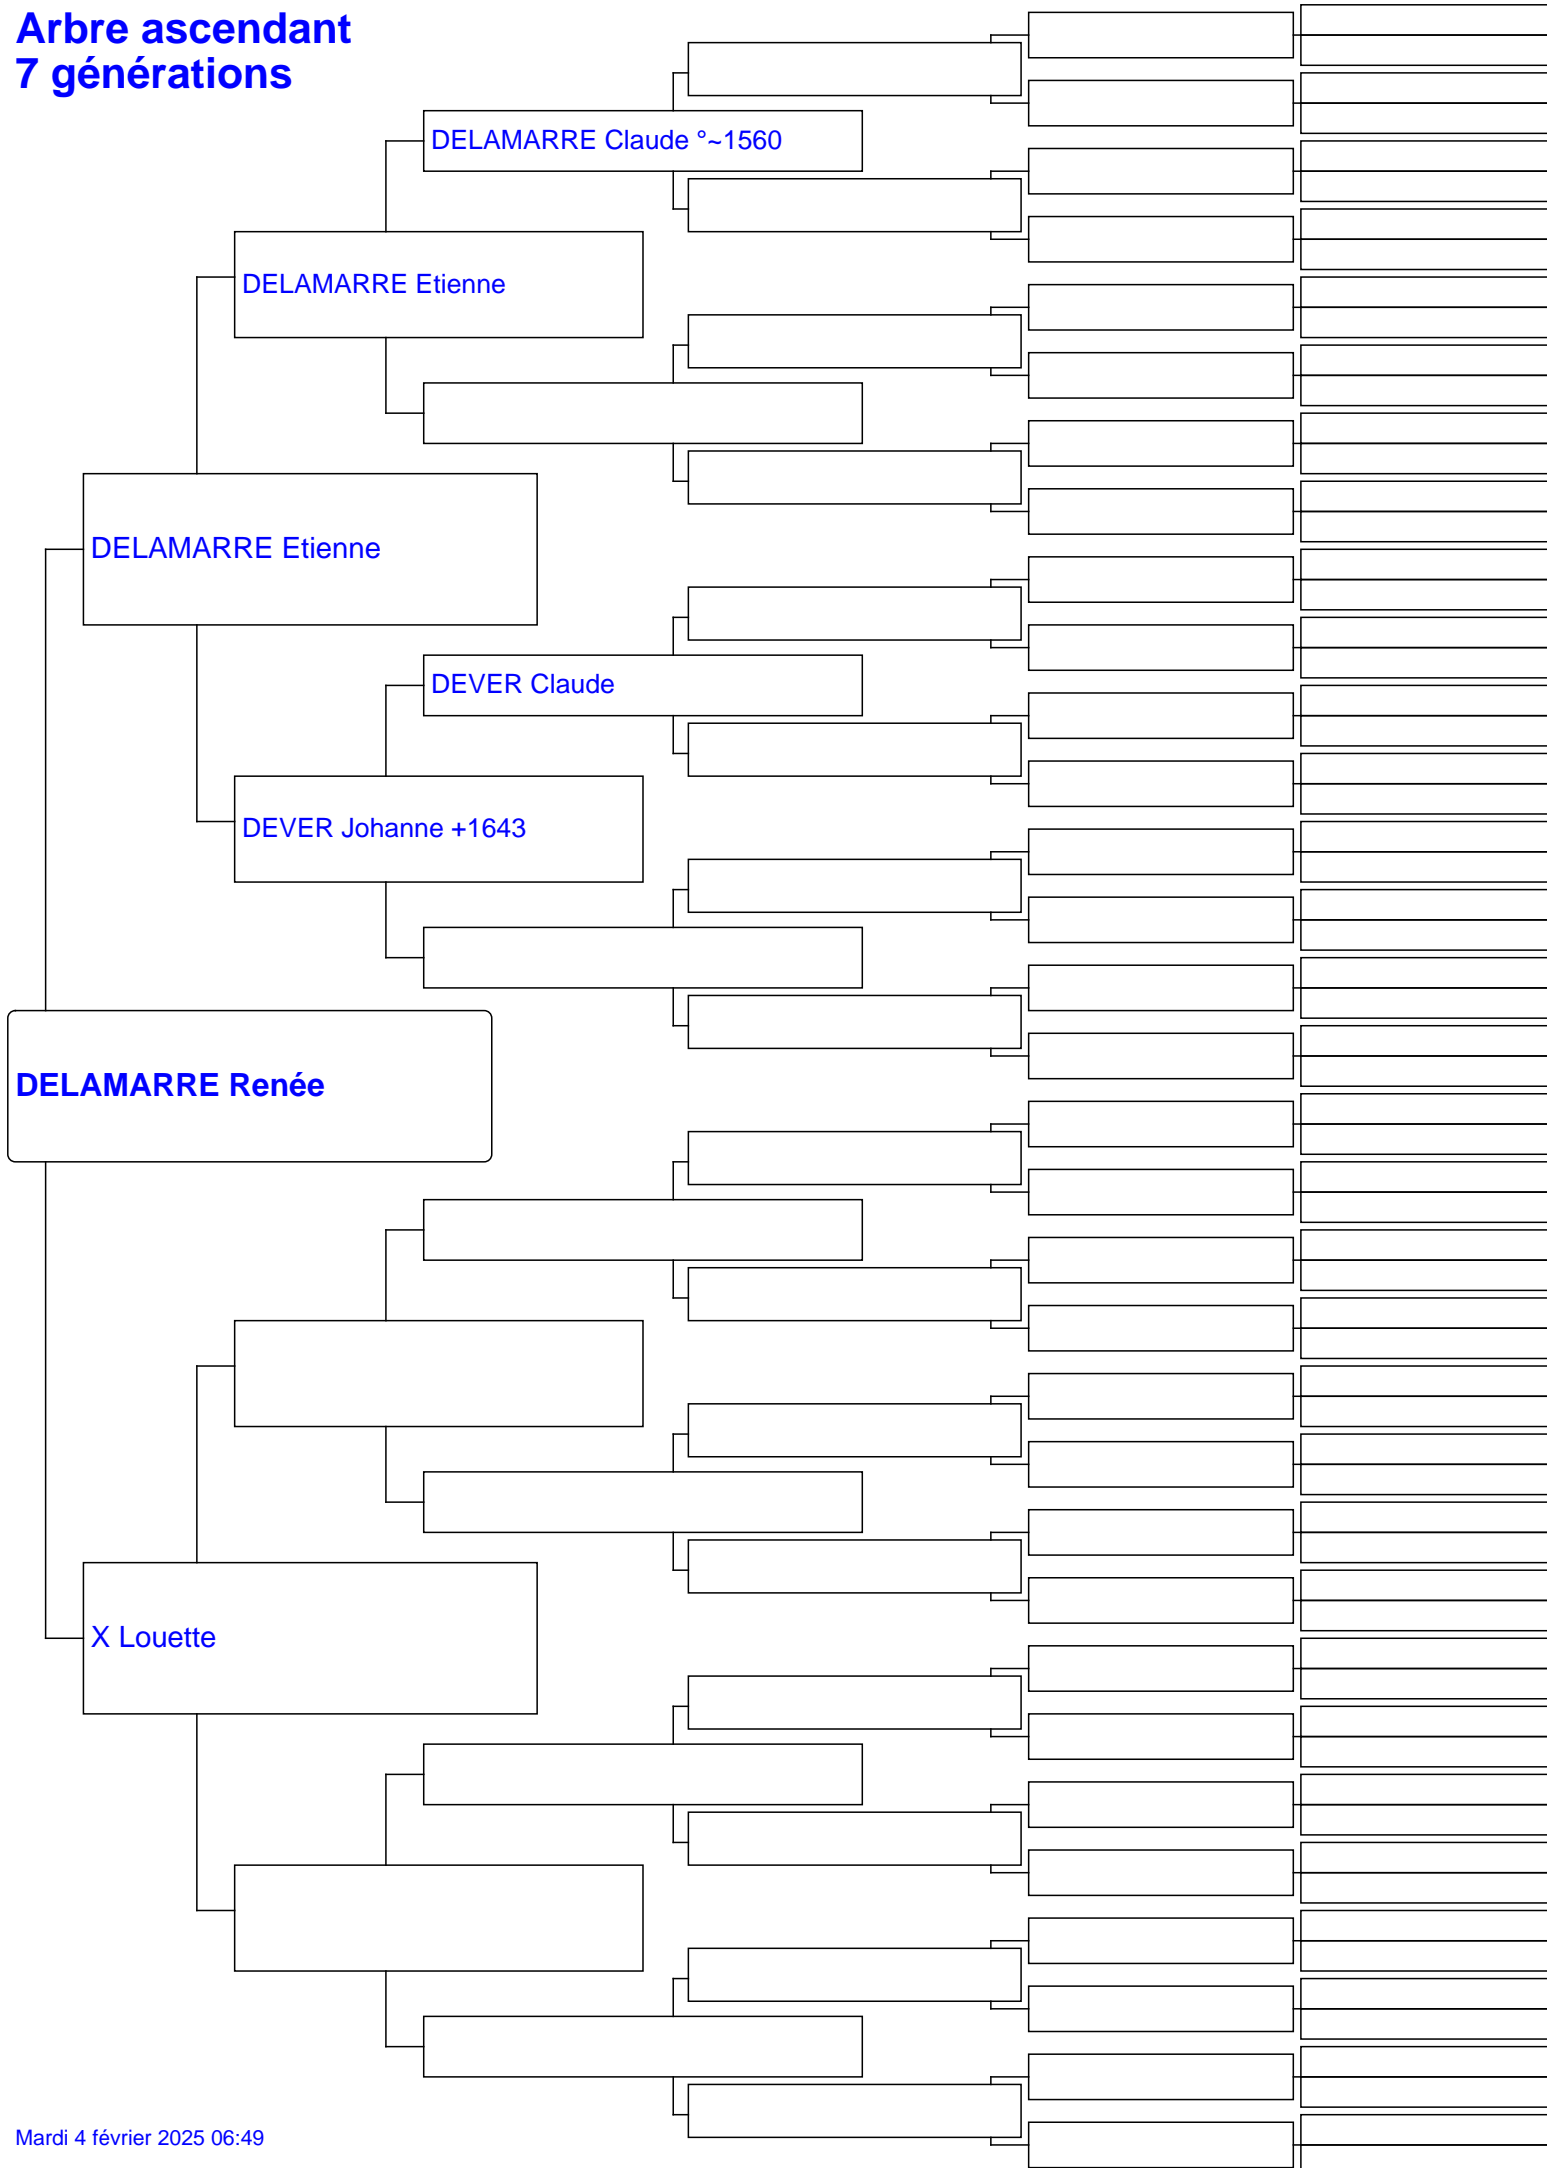 Arbre ascendant
7 générations
DELAMARRE Claude °~1560
DELAMARRE Etienne
DELAMARRE Etienne
DEVER Claude
DEVER Johanne +1643
DELAMARRE Renée
X Louette
Mardi 4 février 2025 06:49